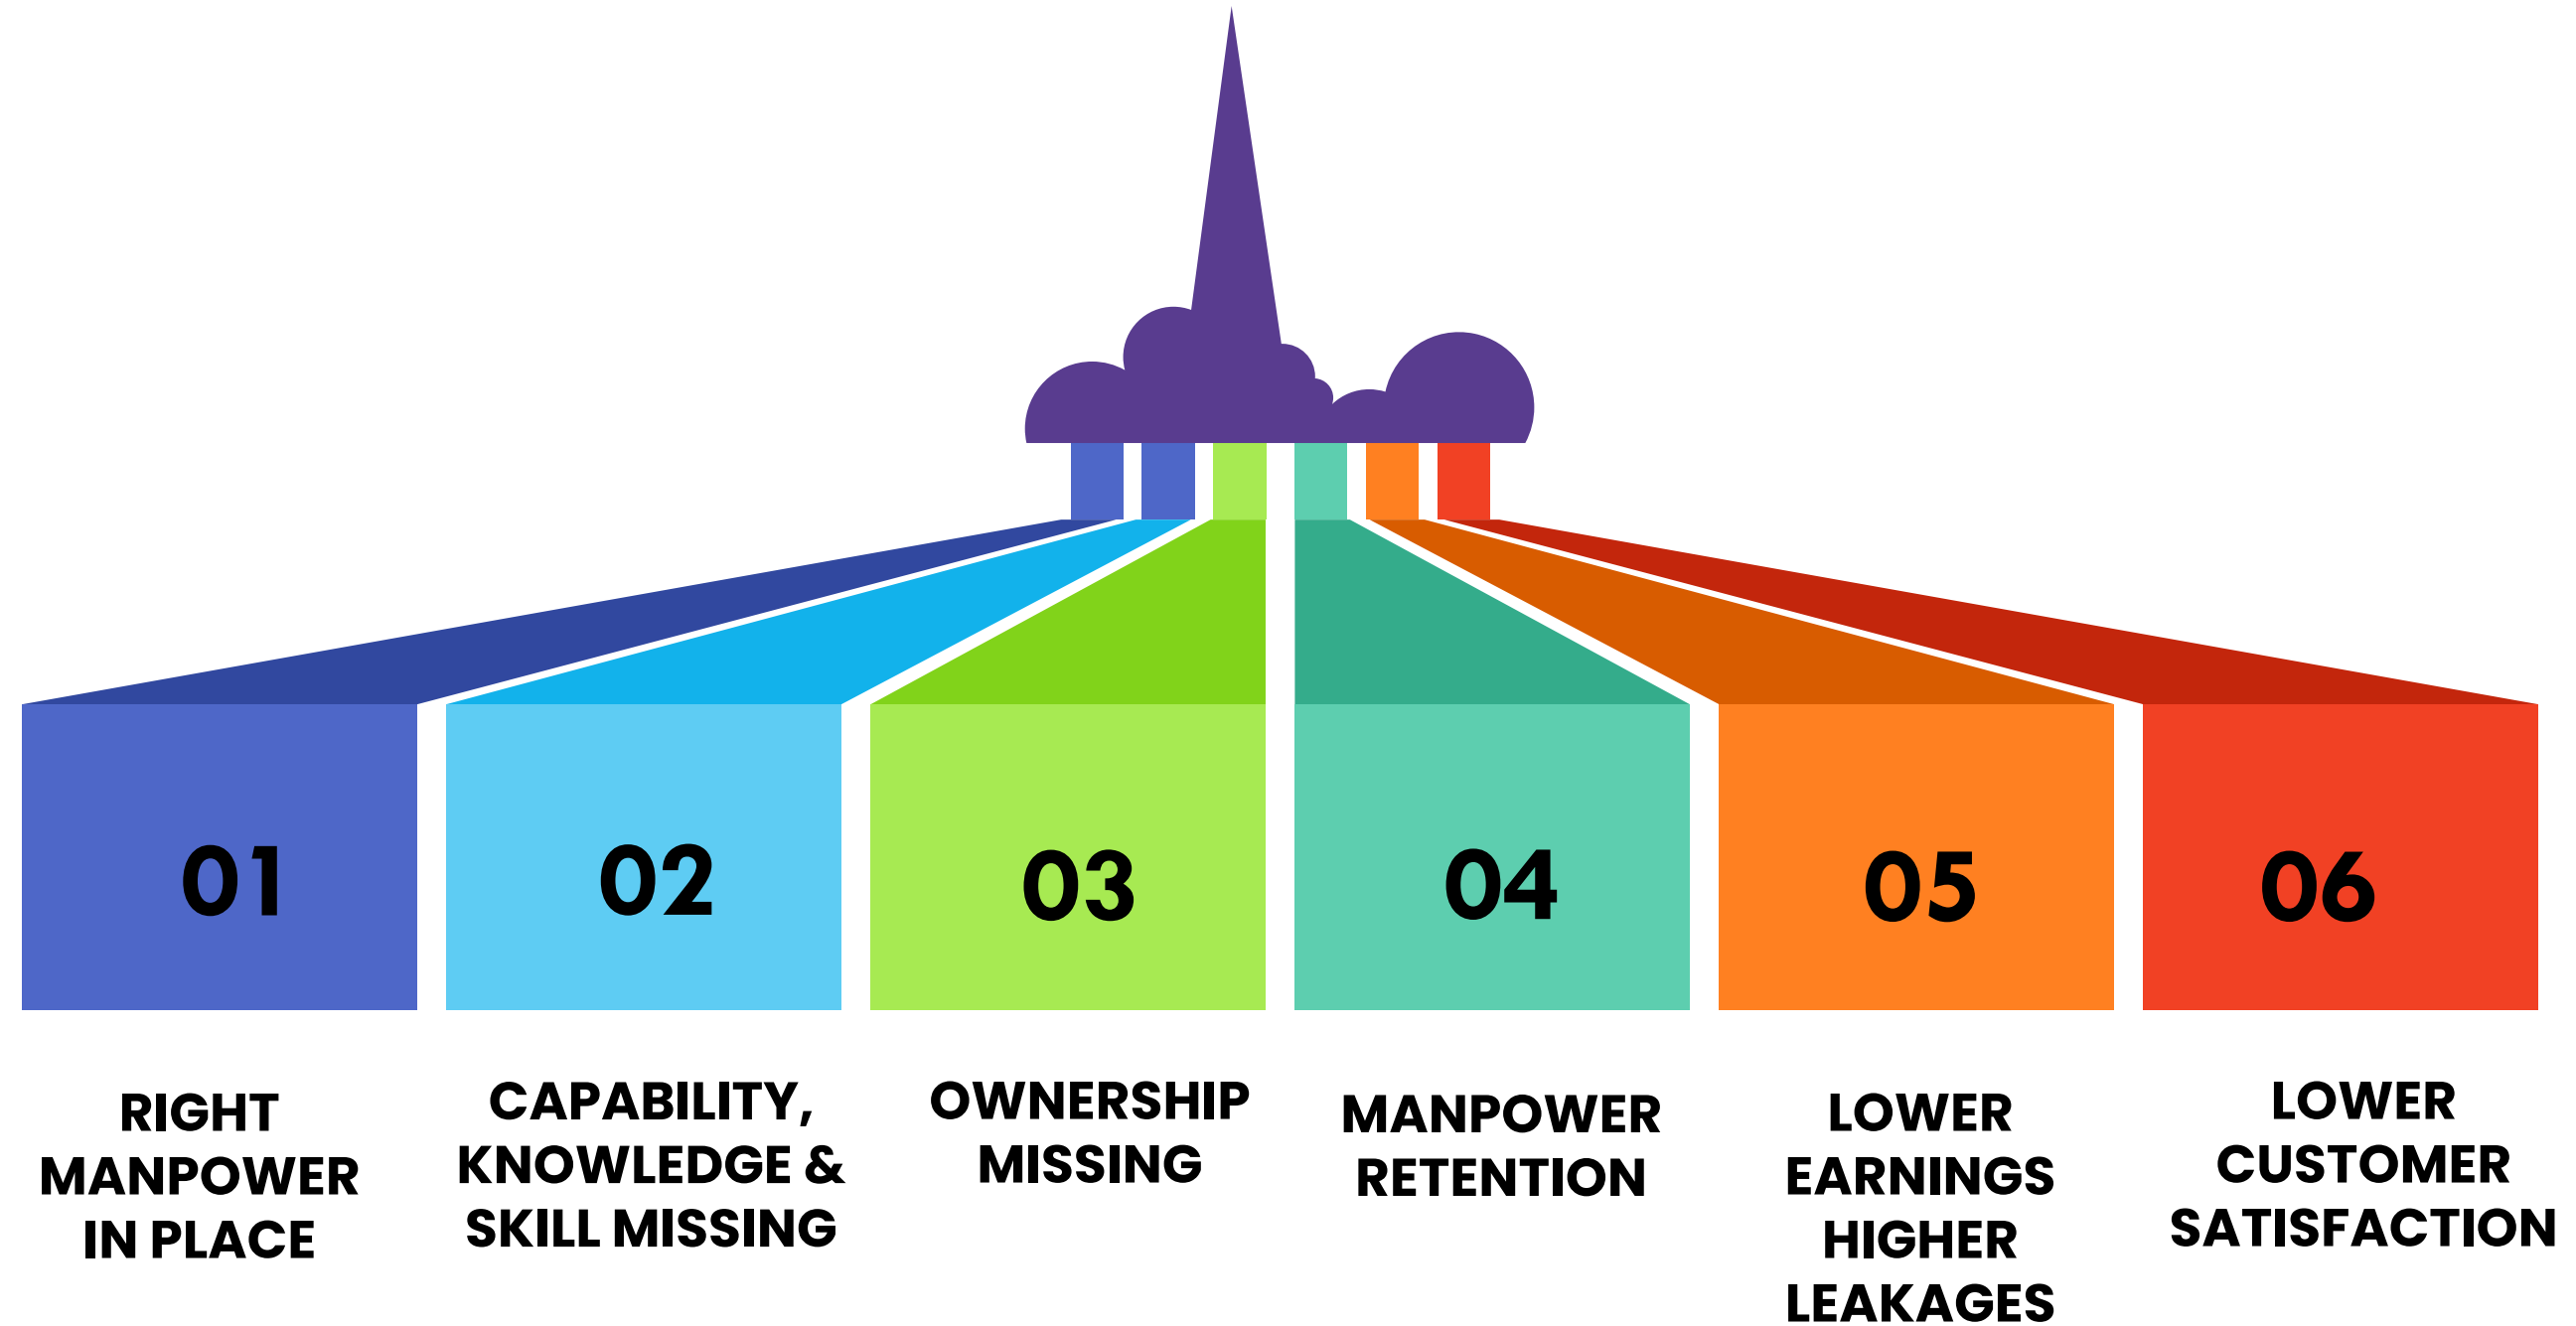 01
02
03
04
05
06
RIGHT
MANPOWER
IN PLACE
CAPABILITY,
KNOWLEDGE &
SKILL MISSING
OWNERSHIP
MISSING
MANPOWER
RETENTION
LOWER
EARNINGS
HIGHER
LEAKAGES
LOWER
CUSTOMER
SATISFACTION